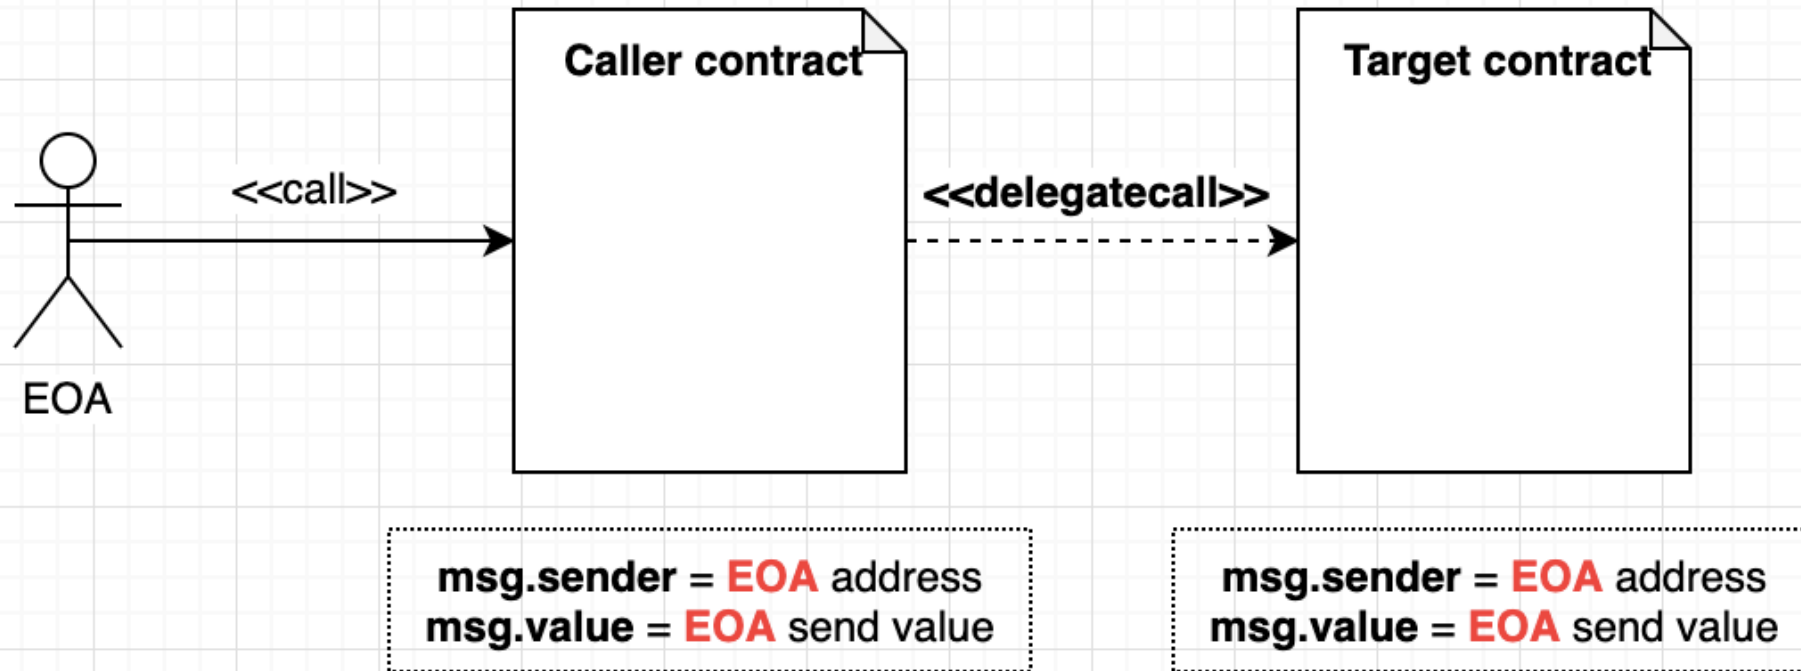 Caller contract
Target contract
<<call>>
<<delegatecall>>
EOA
msg.sender = EOA address
msg.value = EOA send value
msg.sender = EOA address
msg.value = EOA send value